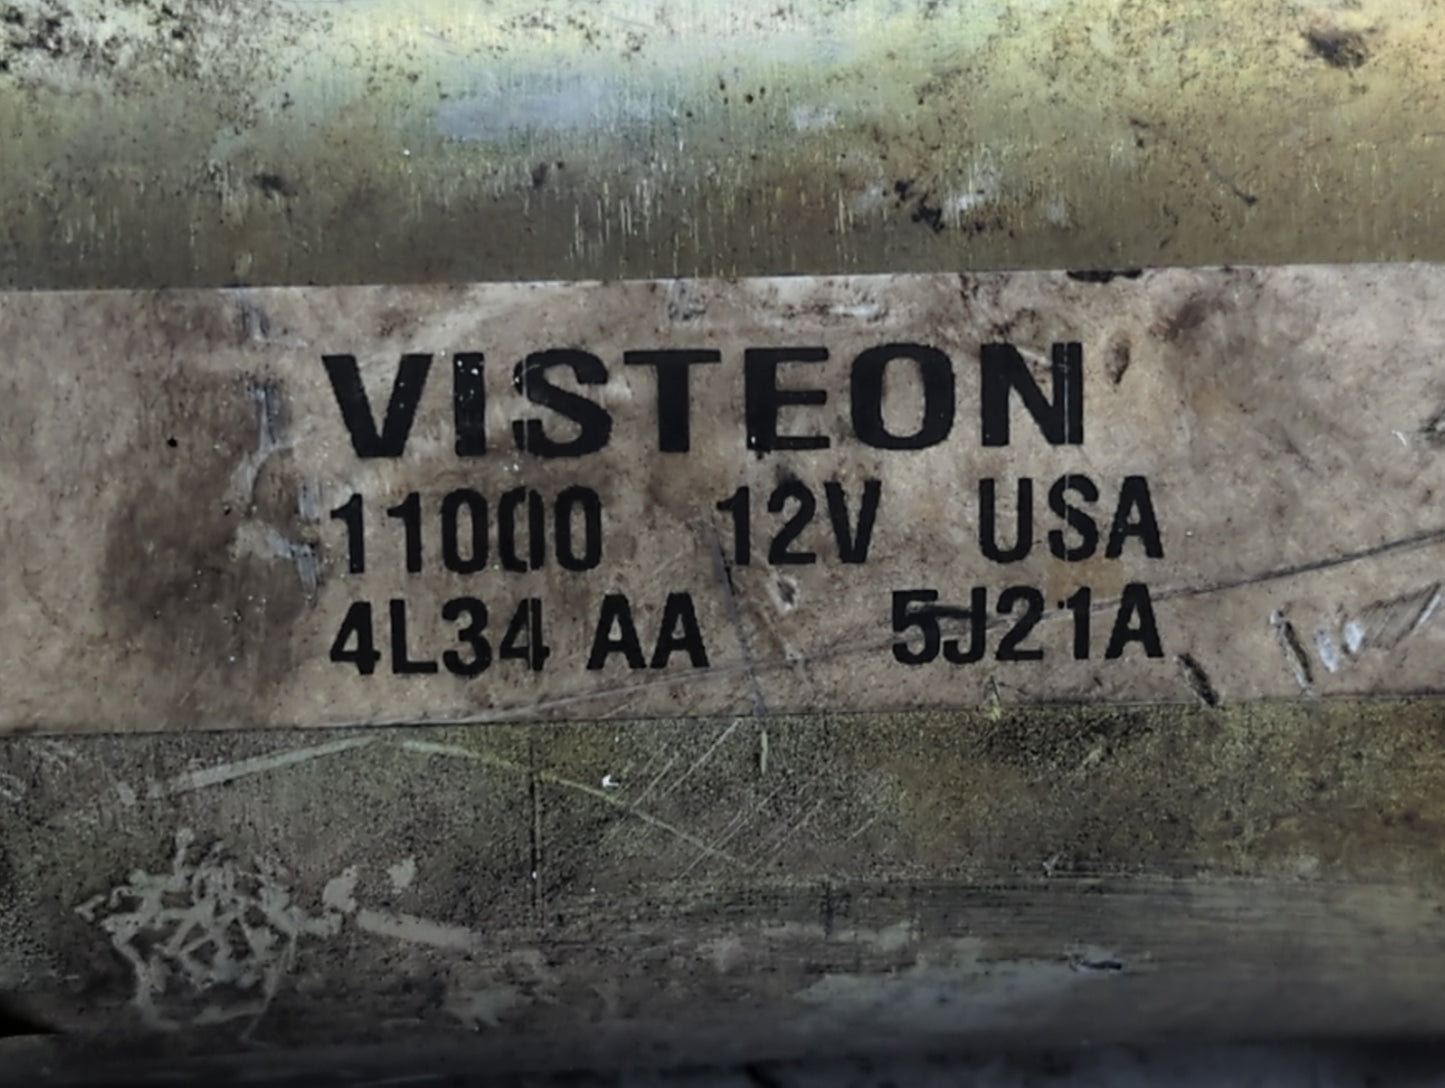 VISTEON
11000 12V USA
4L34 AA 5J21A